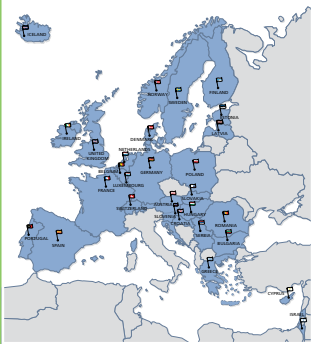 ICELAND
NORWAY
SWEDEN
FINLAND
ESTONIA
LATVIA
DENMARK
IRELAND
UNITED
KINGDOM
NETHERLANDS
BELGIUM
GERMANY
POLAND
LUXEMBOURG
FRANCE
SWITZERLAND
AUSTRIA
SLOVAKIA
HUNGARY
SLOVENIA
CROATIA
ROMANIA
SERBIA
BULGARIA
PORTUGAL
SPAIN
GREECE
CYPRUS
ISRAEL